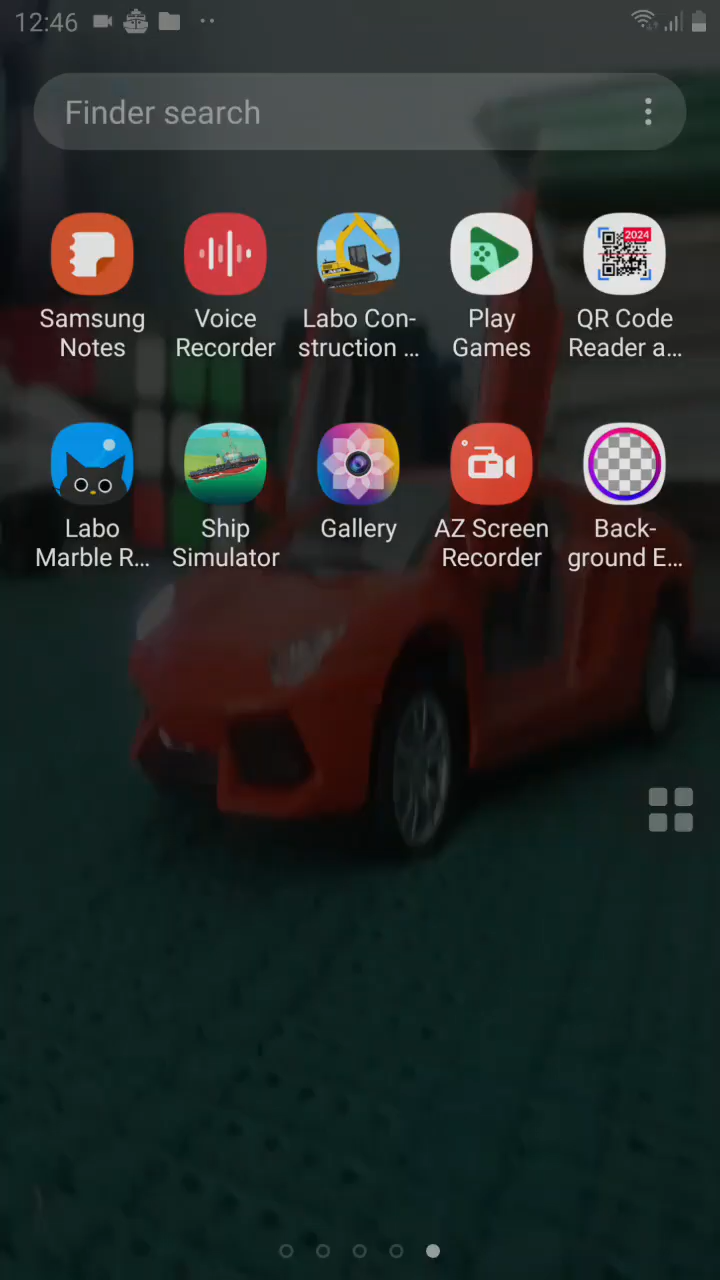 12:46
Finder search
Samsung Notes
Voice Recorder
Labo Con-
struction ...
Play Games
2024
QR Code
Reader a...
Labo
Marble R...
Ship
Simulator
Gallery
AZ Screen
Recorder
Back-
ground E...